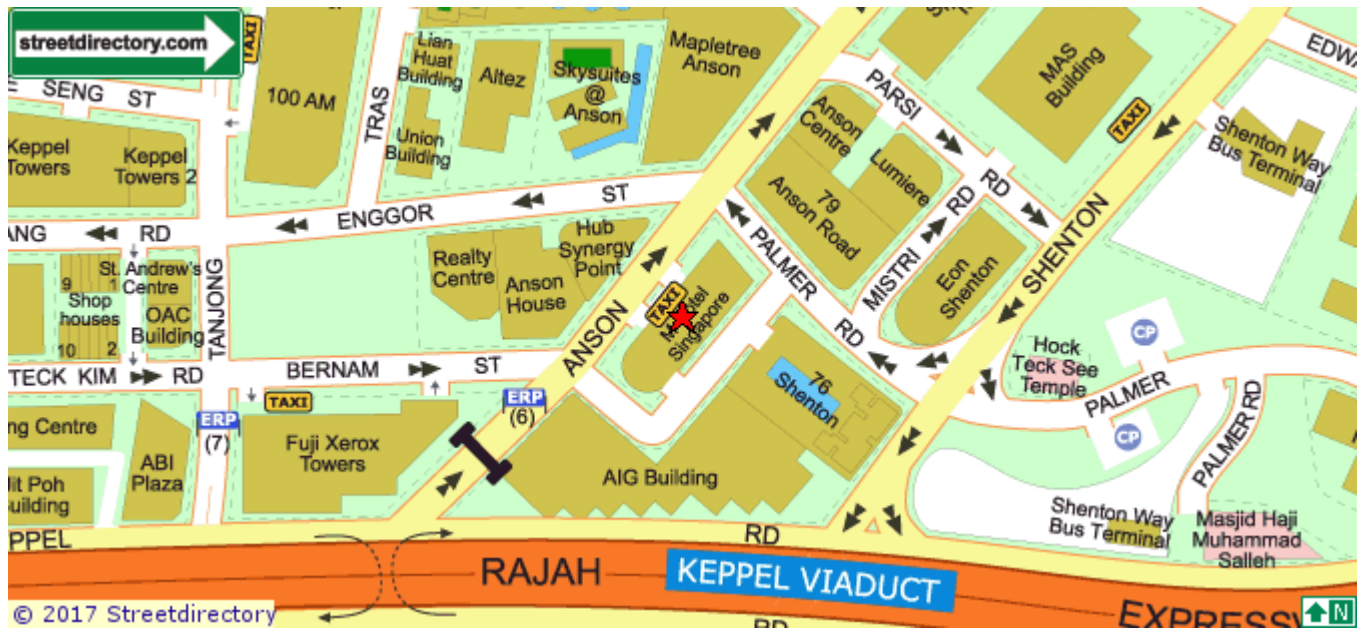 streetdirectory.com
TAXI
SENG ST
100 AM
Lian
Huat
Building
Altez
Skysuites
@
Anson
Mapletree
Anson
MAS
Building
TAXI
PARSI
RD
Anson
Centre
Lumiere
Shenton Way
Bus Terminal
Keppel
Towers
Keppel
Towers 2
TRAS
Union
Building
ENGGOR
ST
79
Anson Road
MISTRI
RD
SHENTON
ANG
RD
Hub
Synergy
Point
PALMER
RD
Realty
Centre
Anson
House
Eon
Shenton
9
1
St. Andrew's
Centre
Shop
houses
OAC
Building
10
2
TANJONG
ANSON
TAXI
Singapore
CP
Hock
Teck See
Temple
TECK KIM
RD
BERNAM
ST
76
Shenton
PALMER
PALMER RD
CP
TAXI
ERP
(7)
ERP
(6)
ng Centre
ABI
Plaza
Fuji Xerox
Towers
AIG Building
Jit Poh
uilding
Shenton Way
Bus Terminal
Masjid Haji
Muhammad
Salleh
PPEL
RD
RAJAH
KEPPEL VIADUCT
EXPRESSV
© 2017 Streetdirectory
RD
N